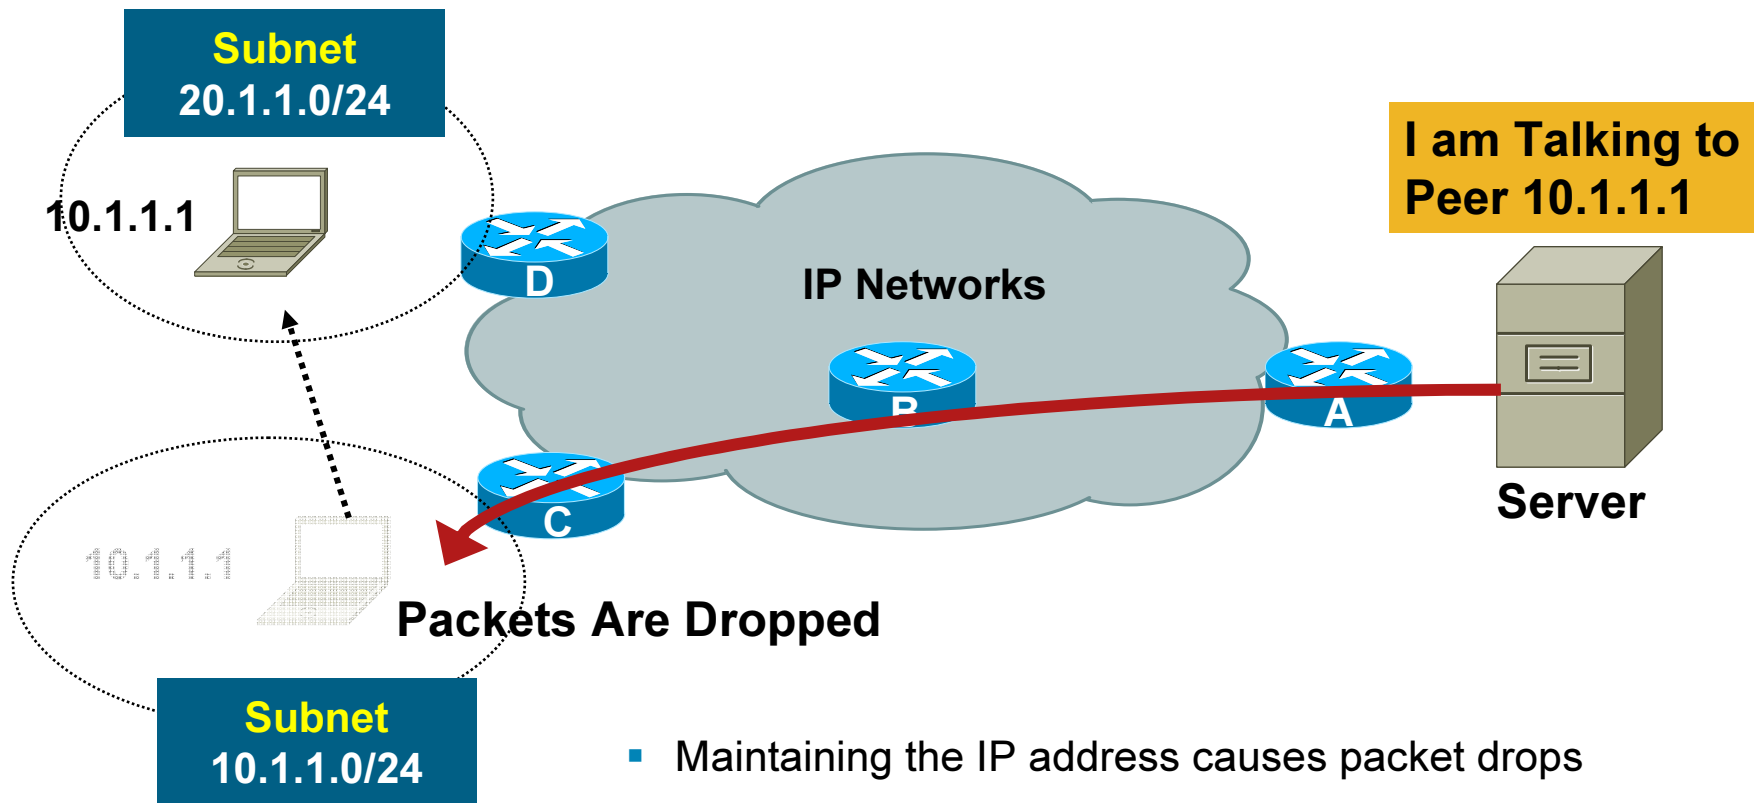 Subnet
20.1.1.0/24
I am Talking to
Peer 10.1.1.1
10.1.1.1
D
IP Networks
B
A
Server
C
10.1.1.1
Packets Are Dropped
Subnet
10.1.1.0/24
▪ Maintaining the IP address causes packet drops